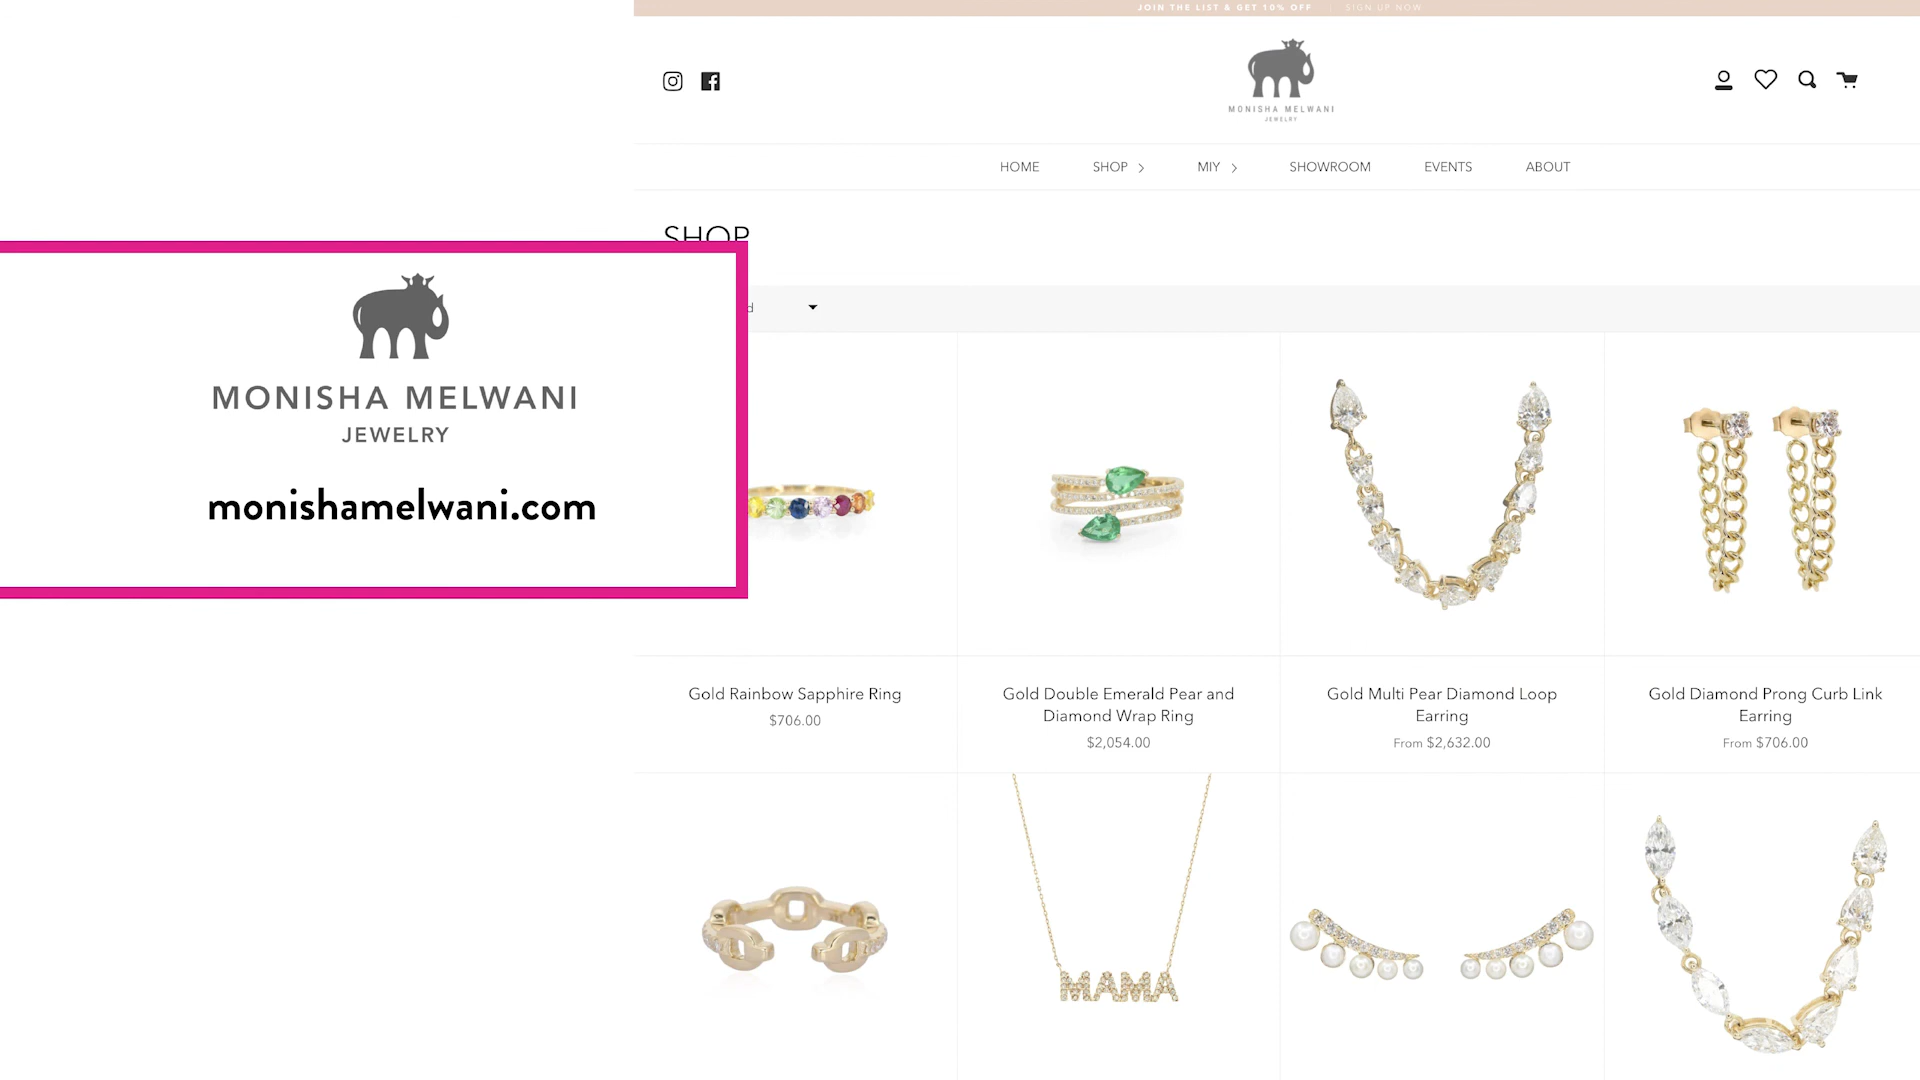 JOIN THE LIST & GET 10% OFF | SIGN UP NOW
MONISHA MELWANI
JEWELRY
HOME SHOP MIY SHOWROOM EVENTS ABOUT
SHOP
MONISHA MELWANI
JEWELRY
monishamelwani.com
Gold Rainbow Sapphire Ring
$706.00
Gold Double Emerald Pear and
Diamond Wrap Ring
$2,054.00
Gold Multi Pear Diamond Loop
Earring
From $2,632.00
Gold Diamond Prong Curb Link
Earring
From $706.00
MAMA